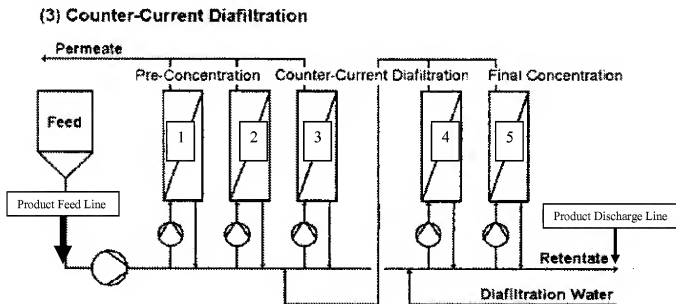 (3) Counter-Current Diafiltration
Permeate
Pre-Concentration Counter-Current Diafiltration Final Concentration
Feed
1 2 3 4 5
Product Feed Line
Product Discharge Line
Retentate
Diafiltration Water